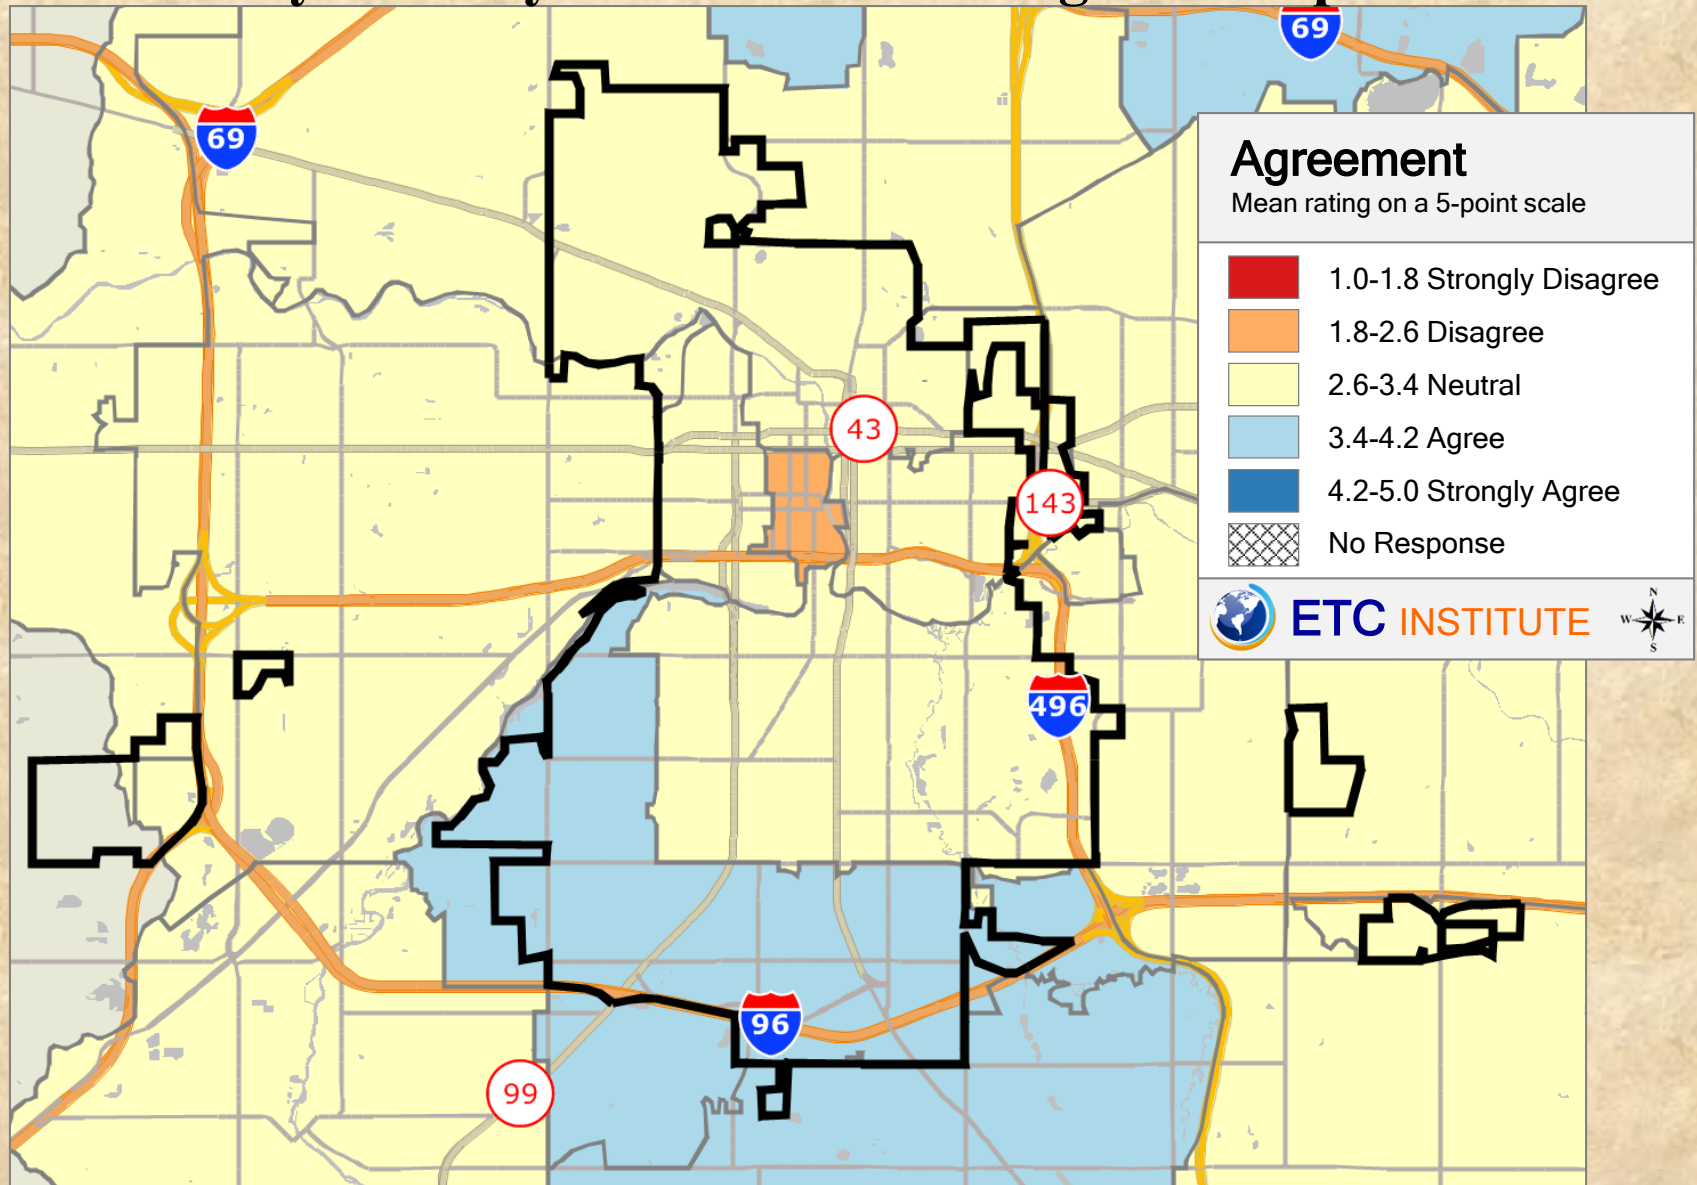 69
69
Agreement
Mean rating on a 5-point scale
1.0-1.8 Strongly Disagree
1.8-2.6 Disagree
2.6-3.4 Neutral
3.4-4.2 Agree
4.2-5.0 Strongly Agree
No Response
ETC INSTITUTE
N
W E
S
43
143
496
96
99